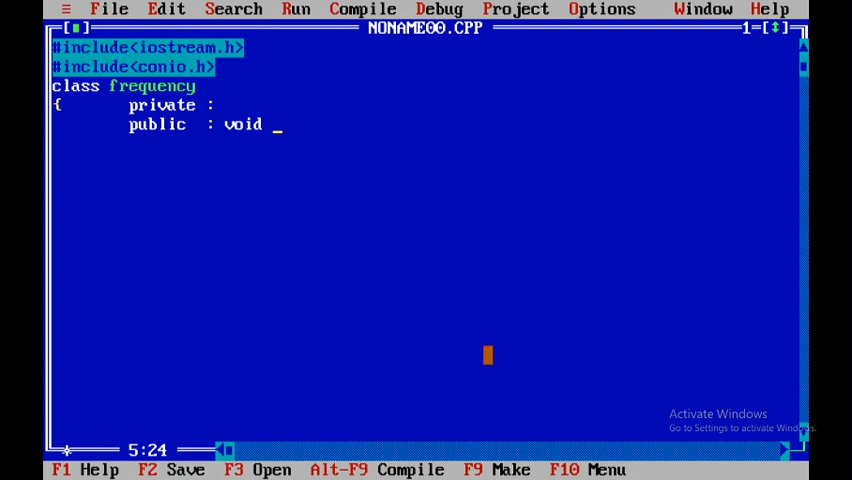 ≡ File Edit Search Run Compile Debug Project Options Window Help
[■] NONAME00.CPP 1=[↕]
#include<iostream.h>
#include<conio.h>
class frequency
{ private :
public : void _
Activate Windows
Go to Settings to activate Windows.
* 5:24
F1 Help F2 Save F3 Open Alt-F9 Compile F9 Make F10 Menu